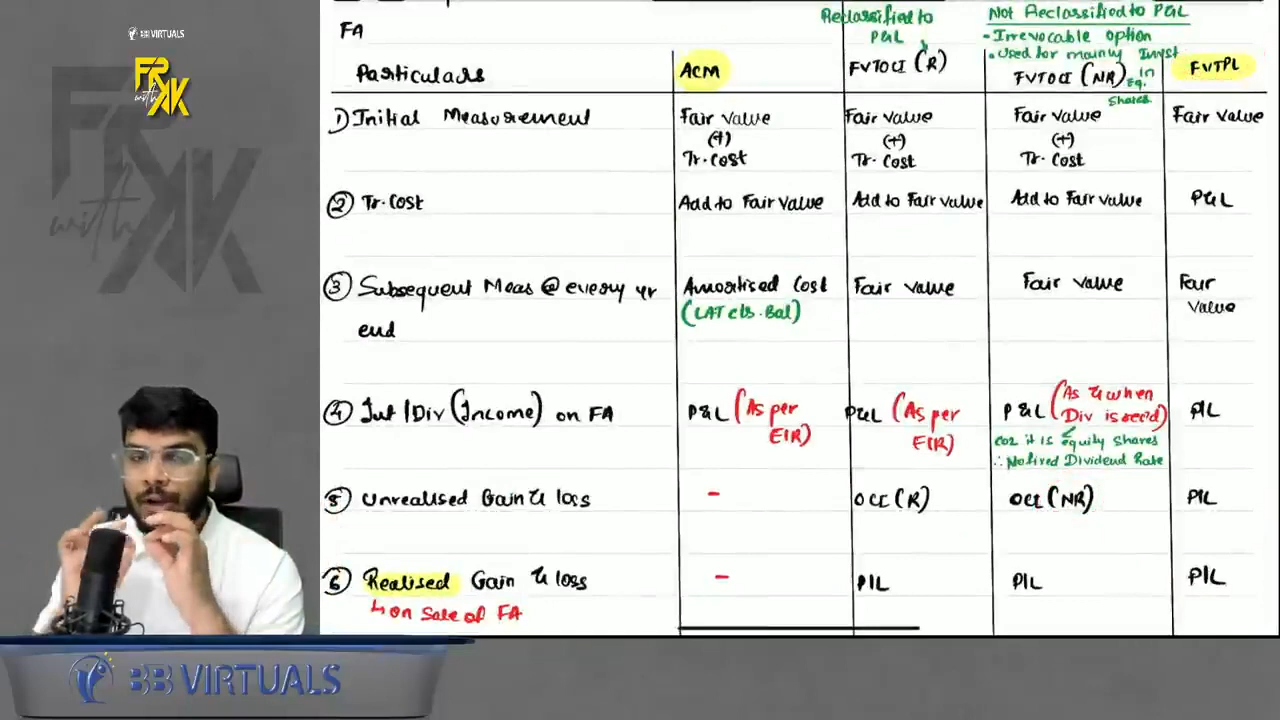 BB VIRTUALS
FR
with
AK
FR
with
AK
FA
Reclassified to
P&L
Not Reclassified to P&L
- Irrevocable option
• Used for mainly Invst
in
Eq.
Shares
Particulars
ACM
FVTOCI (R)
FVTOCI (NR)
FVTPL
1) Initial Measurement
Fair value
(+)
Tr. Cost
Fair value
(+)
Tr. Cost
Fair value
(+)
Tr. Cost
Fair value
② Tr. Cost
Add to Fair Value
Add to Fair value
Add to Fair value
P&L
③ Subsequent Meas @ every yr
end
Amortised Cost
(LAT cls. Bal)
Fair value
Fair value
Fair
value
④ Int/Div (Income) on FA
P&L (As per
EIR)
P&L (As per
EIR)
P&L (As & when
Div is recd)
Coz it is equity shares
∴ No fixed Dividend Rate
P/L
⑤ Unrealised Gain & loss
-
OCI (R)
OCI (NR)
P/L
⑥ Realised Gain & loss
↳ on Sale of FA
-
P/L
P/L
P/L
BB VIRTUALS